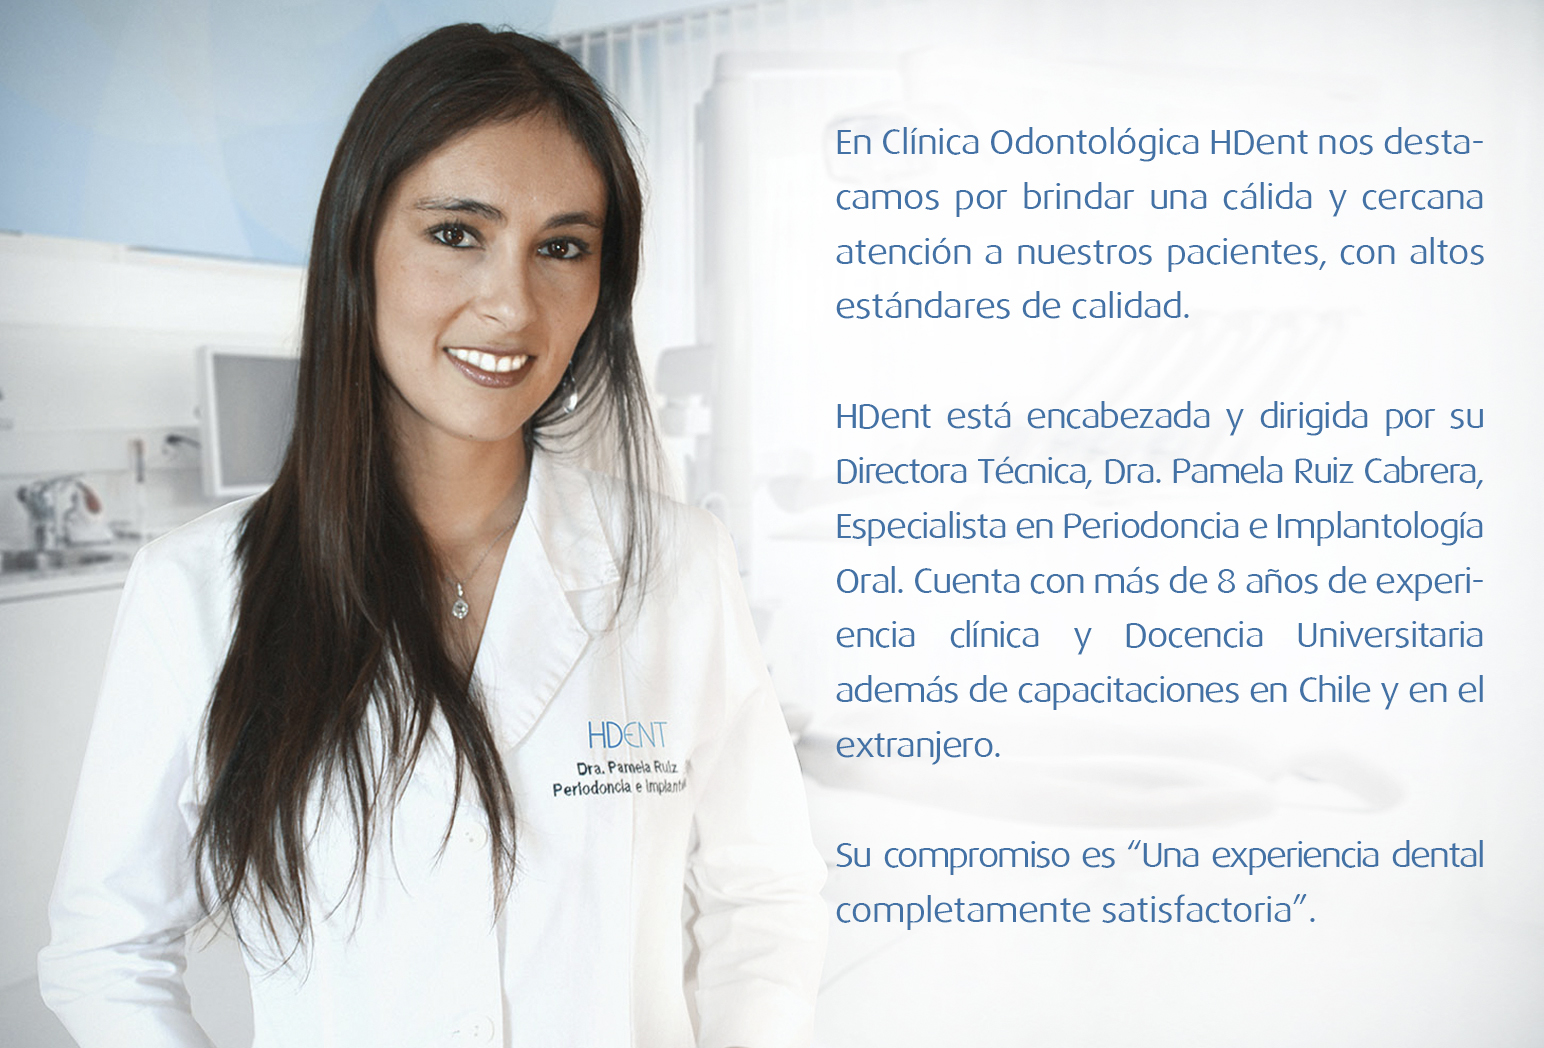 En Clínica Odontológica HDent nos desta-
camos por brindar una cálida y cercana
atención a nuestros pacientes, con altos
estándares de calidad.
HDent está encabezada y dirigida por su
Directora Técnica, Dra. Pamela Ruiz Cabrera,
Especialista en Periodoncia e Implantología
Oral. Cuenta con más de 8 años de experi-
encia clínica y Docencia Universitaria
además de capacitaciones en Chile y en el
extranjero.
Su compromiso es “Una experiencia dental
completamente satisfactoria”.
HDENT
Dra. Pamela Ruiz
Periodoncia e Implant